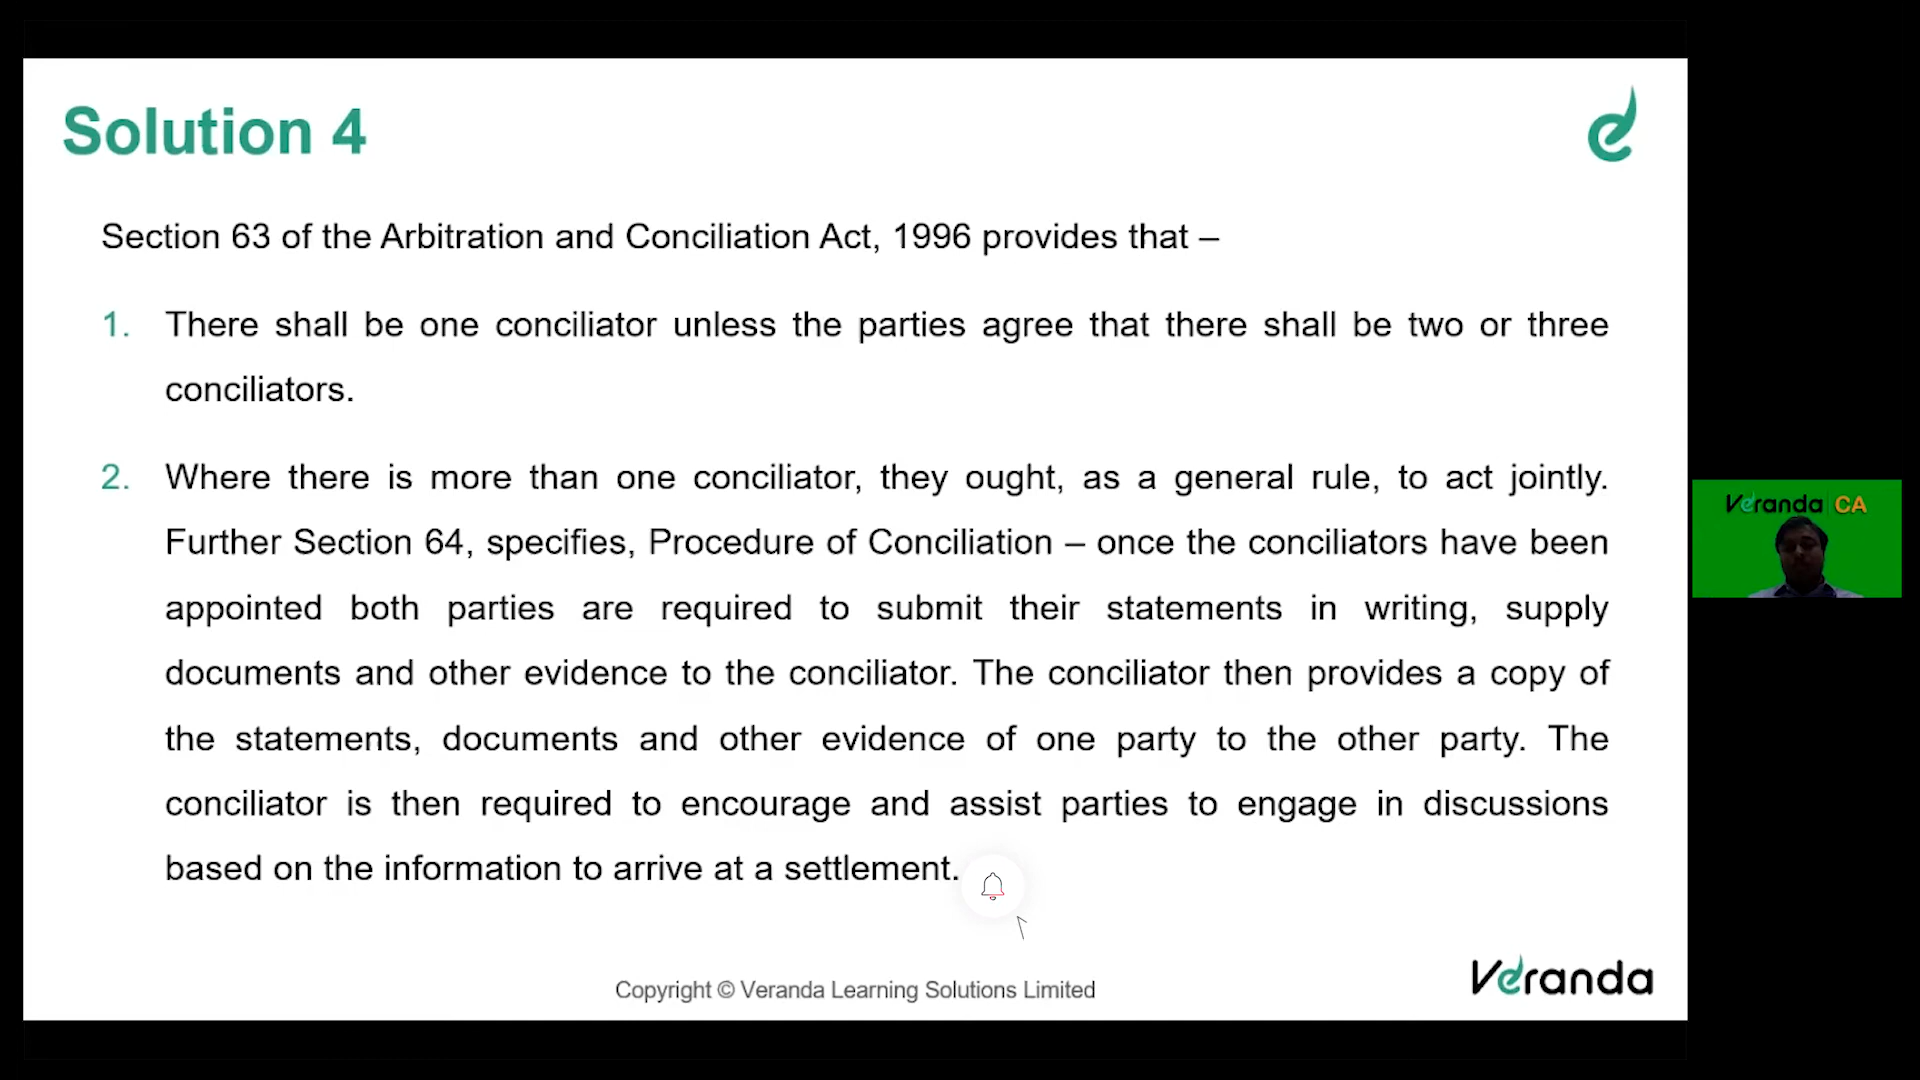 Solution 4
Section 63 of the Arbitration and Conciliation Act, 1996 provides that –
1. There shall be one conciliator unless the parties agree that there shall be two or three
conciliators.
2. Where there is more than one conciliator, they ought, as a general rule, to act jointly.
Further Section 64, specifies, Procedure of Conciliation – once the conciliators have been
appointed both parties are required to submit their statements in writing, supply
documents and other evidence to the conciliator. The conciliator then provides a copy of
the statements, documents and other evidence of one party to the other party. The
conciliator is then required to encourage and assist parties to engage in discussions
based on the information to arrive at a settlement.
Copyright © Veranda Learning Solutions Limited
Veranda
Veranda CA